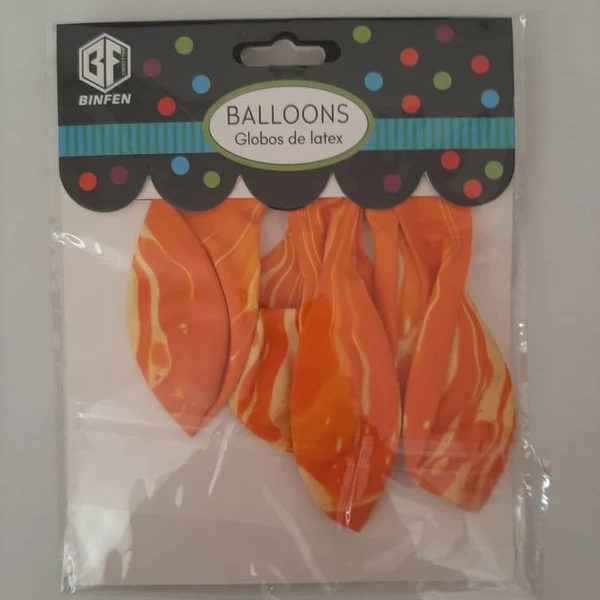 BF
BINFEN
BALLOONS
Globos de latex